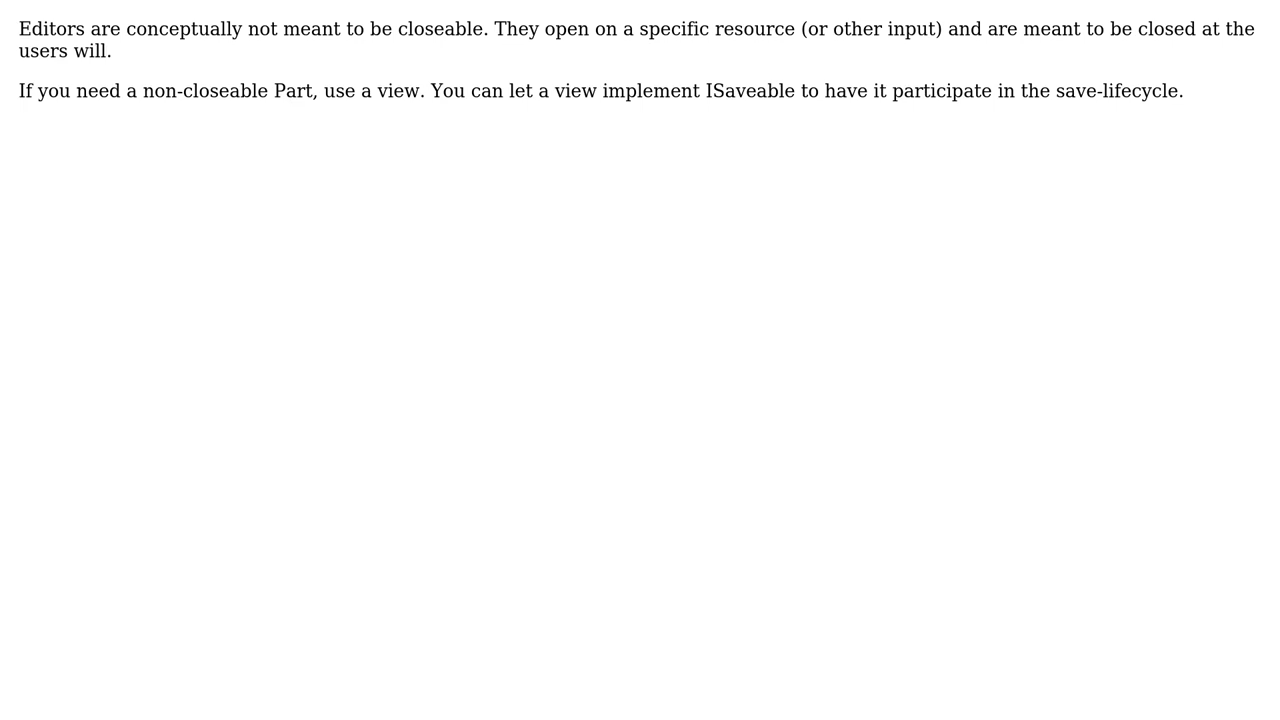 Editors are conceptually not meant to be closeable. They open on a specific resource (or other input) and are meant to be closed at the
users will.
If you need a non-closeable Part, use a view. You can let a view implement ISaveable to have it participate in the save-lifecycle.